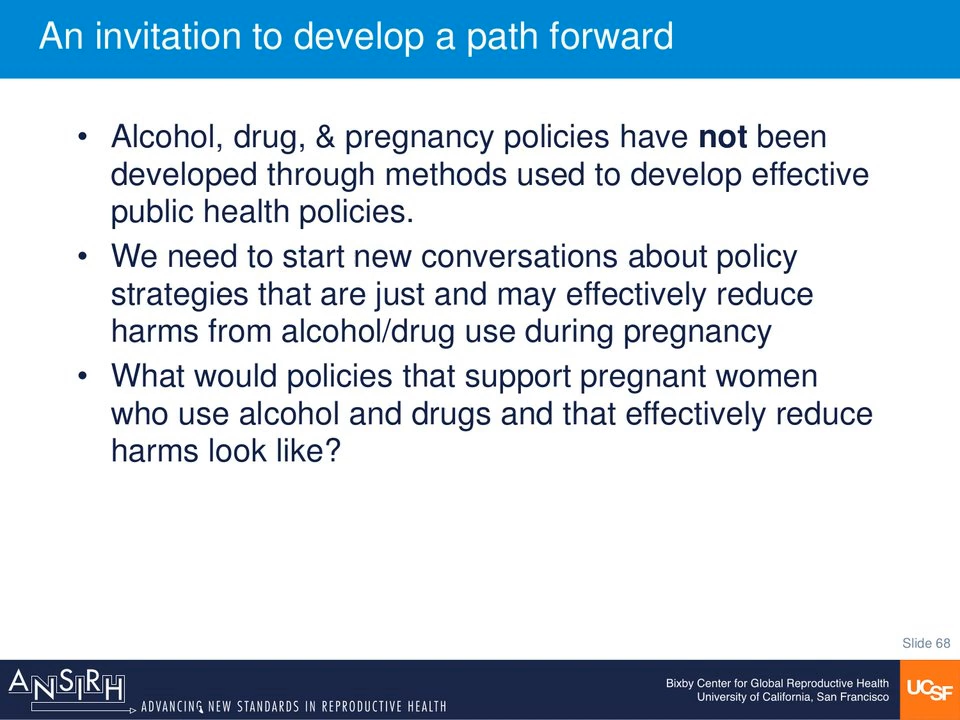 An invitation to develop a path forward
• Alcohol, drug, & pregnancy policies have not been
developed through methods used to develop effective
public health policies.
• We need to start new conversations about policy
strategies that are just and may effectively reduce
harms from alcohol/drug use during pregnancy
• What would policies that support pregnant women
who use alcohol and drugs and that effectively reduce
harms look like?
Slide 68
ANSIRH
ADVANCING NEW STANDARDS IN REPRODUCTIVE HEALTH
Bixby Center for Global Reproductive Health
University of California, San Francisco
UCSF